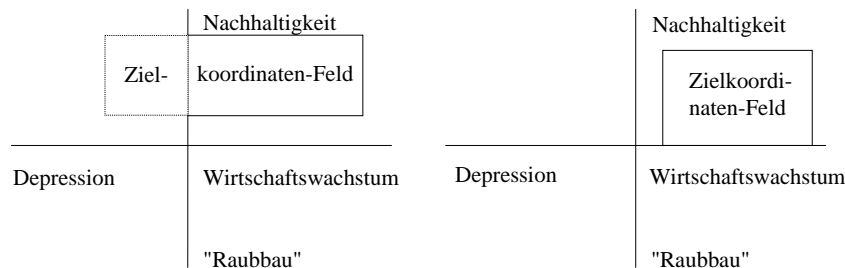 Nachhaltigkeit
Ziel- koordinaten-Feld
Depression Wirtschaftswachstum
"Raubbau"
Nachhaltigkeit
Zielkoordi-
naten-Feld
Depression Wirtschaftswachstum
"Raubbau"